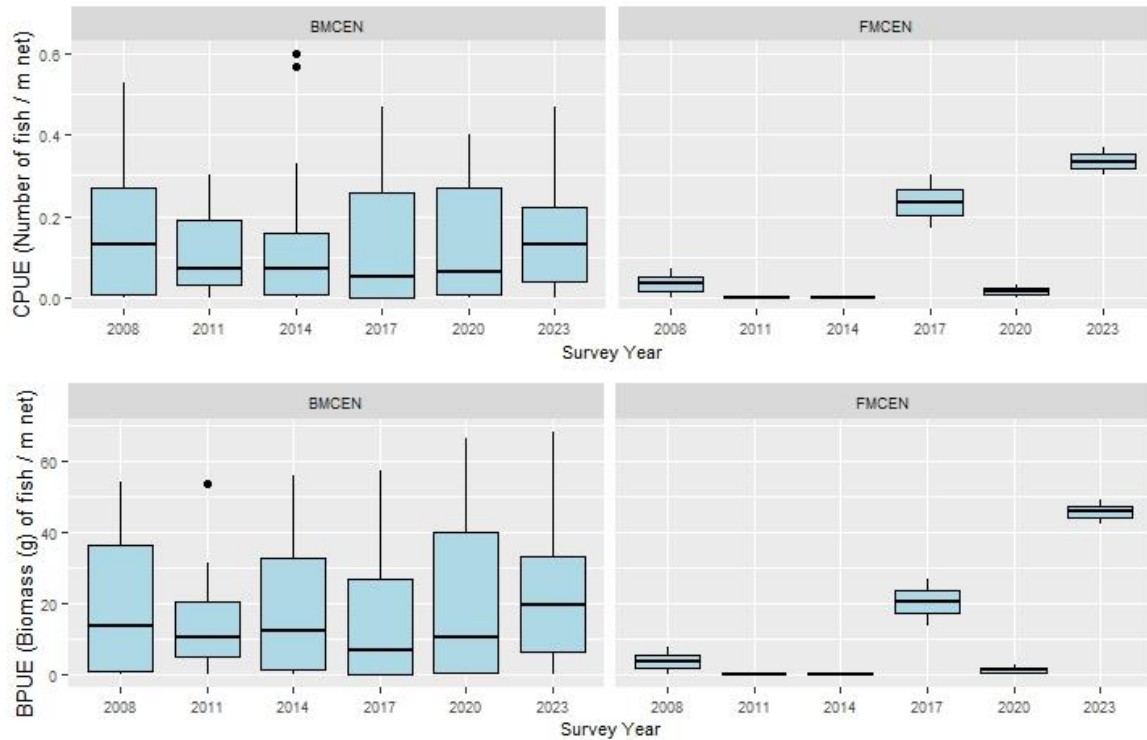 BMCEN
FMCEN
CPUE (Number of fish / m net)
0.6
0.4
0.2
0.0
2008 2011 2014 2017 2020 2023
2008 2011 2014 2017 2020 2023
Survey Year
BMCEN
FMCEN
BPUE (Biomass (g) of fish / m net)
60
40
20
0
2008 2011 2014 2017 2020 2023
2008 2011 2014 2017 2020 2023
Survey Year